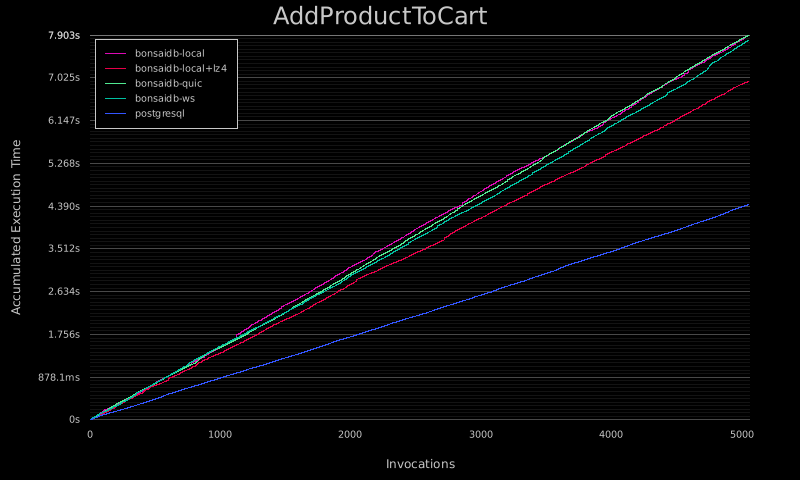 AddProductToCart
7.903s
7.025s
6.147s
5.268s
4.390s
3.512s
2.634s
1.756s
878.1ms
0s
Accumulated Execution Time
bonsaidb-local
bonsaidb-local+lz4
bonsaidb-quic
bonsaidb-ws
postgresql
0 1000 2000 3000 4000 5000
Invocations